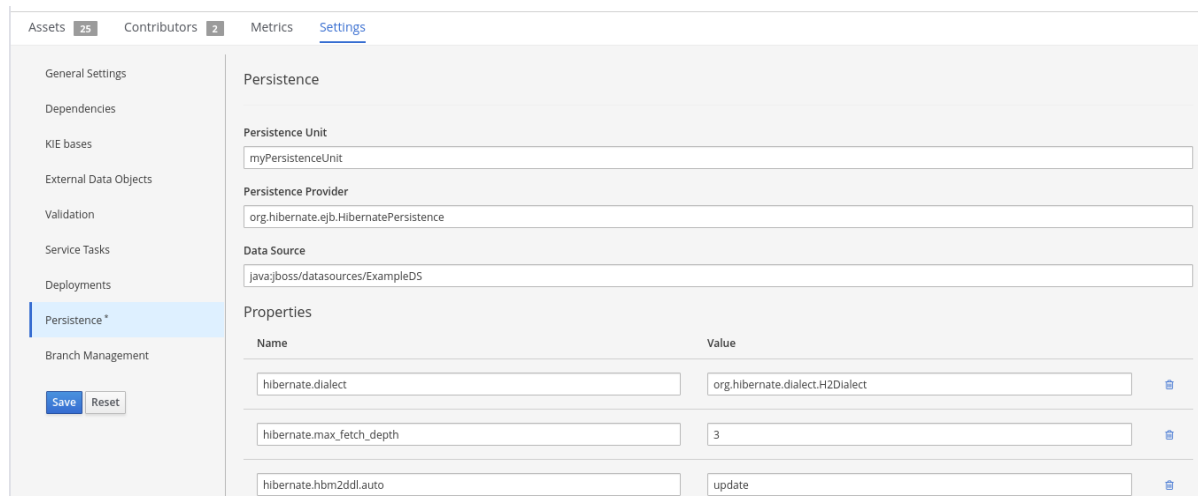 Assets 25 Contributors 2 Metrics Settings
General Settings
Dependencies
KIE bases
External Data Objects
Validation
Service Tasks
Deployments
Persistence *
Branch Management
Save Reset
Persistence
Persistence Unit
myPersistenceUnit
Persistence Provider
org.hibernate.ejb.HibernatePersistence
Data Source
java:jboss/datasources/ExampleDS
Properties
Name Value
hibernate.dialect org.hibernate.dialect.H2Dialect
hibernate.max_fetch_depth 3
hibernate.hbm2ddl.auto update